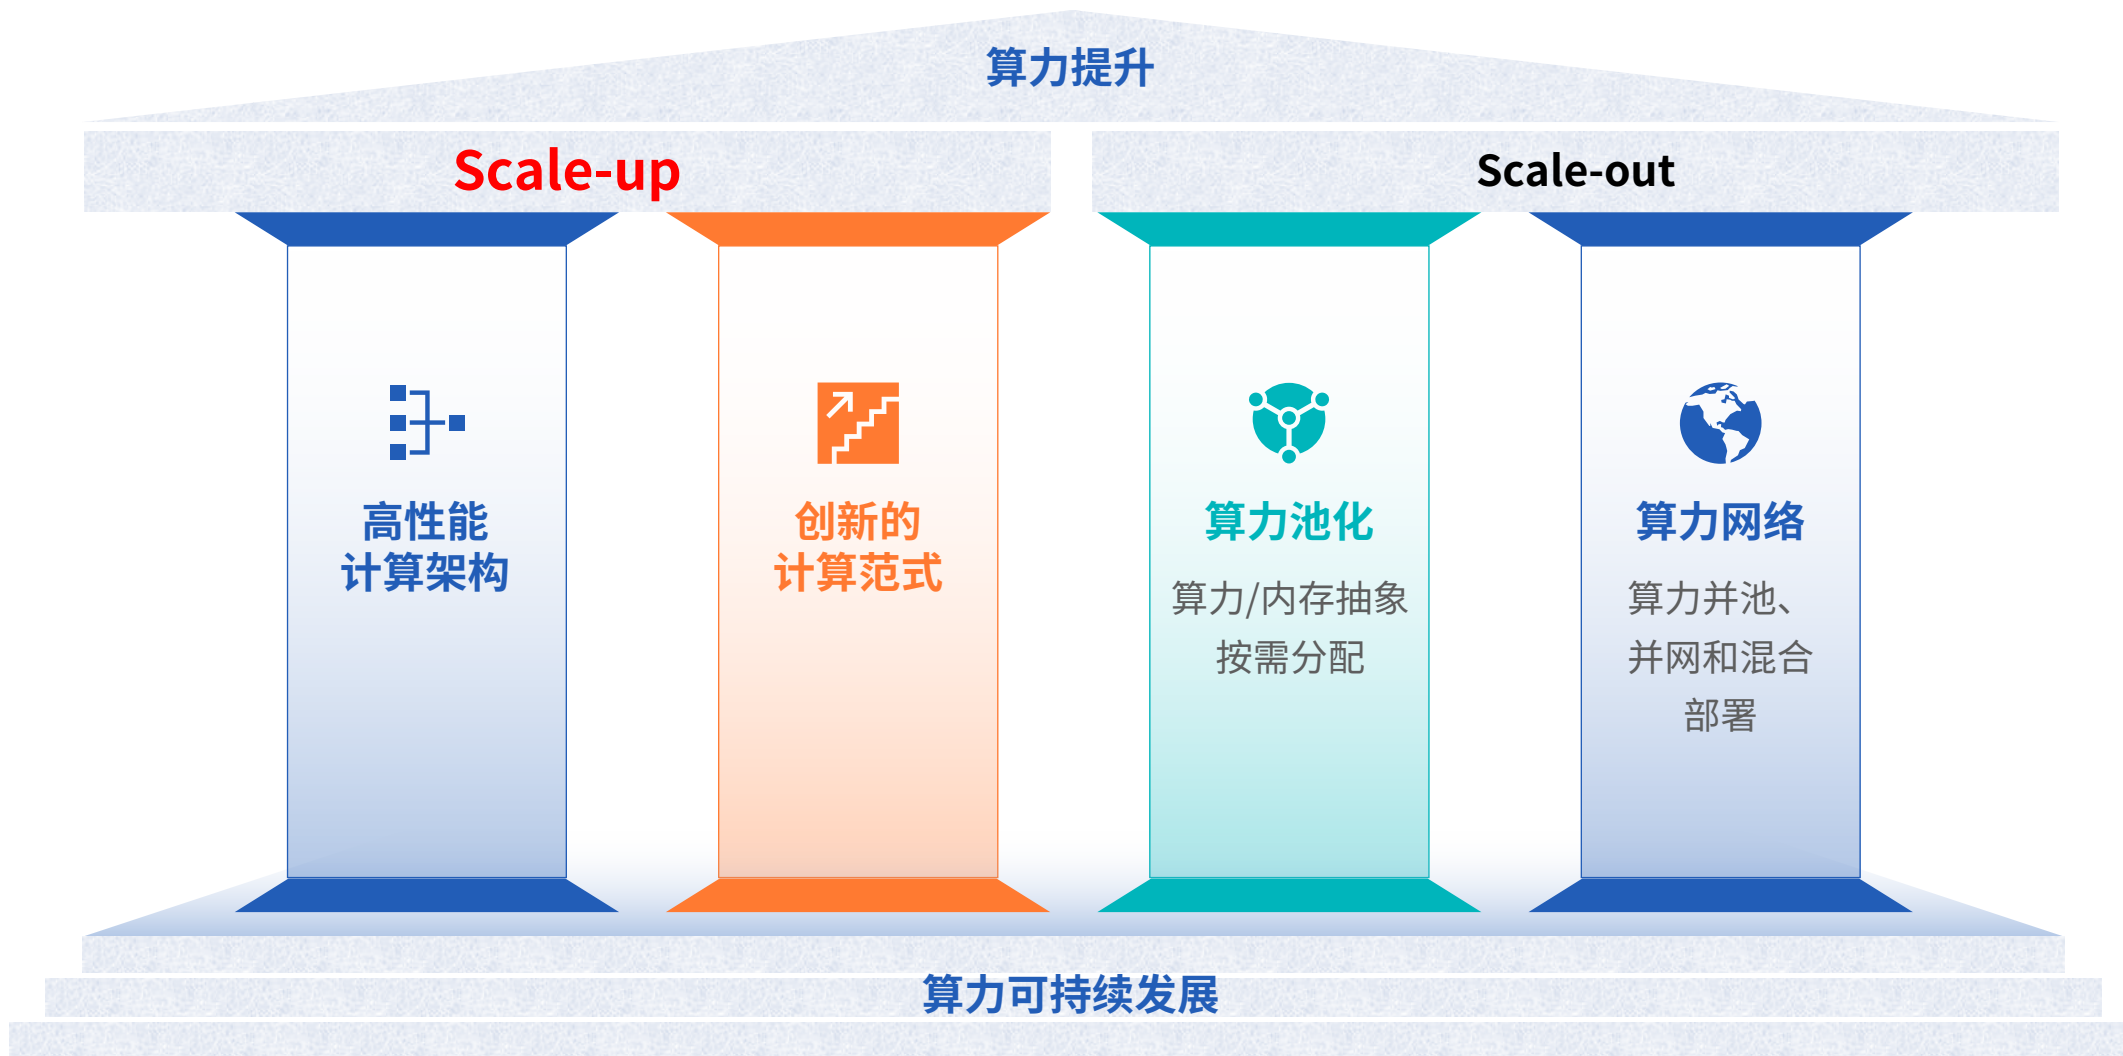 算力提升
Scale-up
Scale-out
高性能
计算架构
创新的
计算范式
算力池化
算力/内存抽象
按需分配
算力网络
算力并池、
并网和混合
部署
算力可持续发展